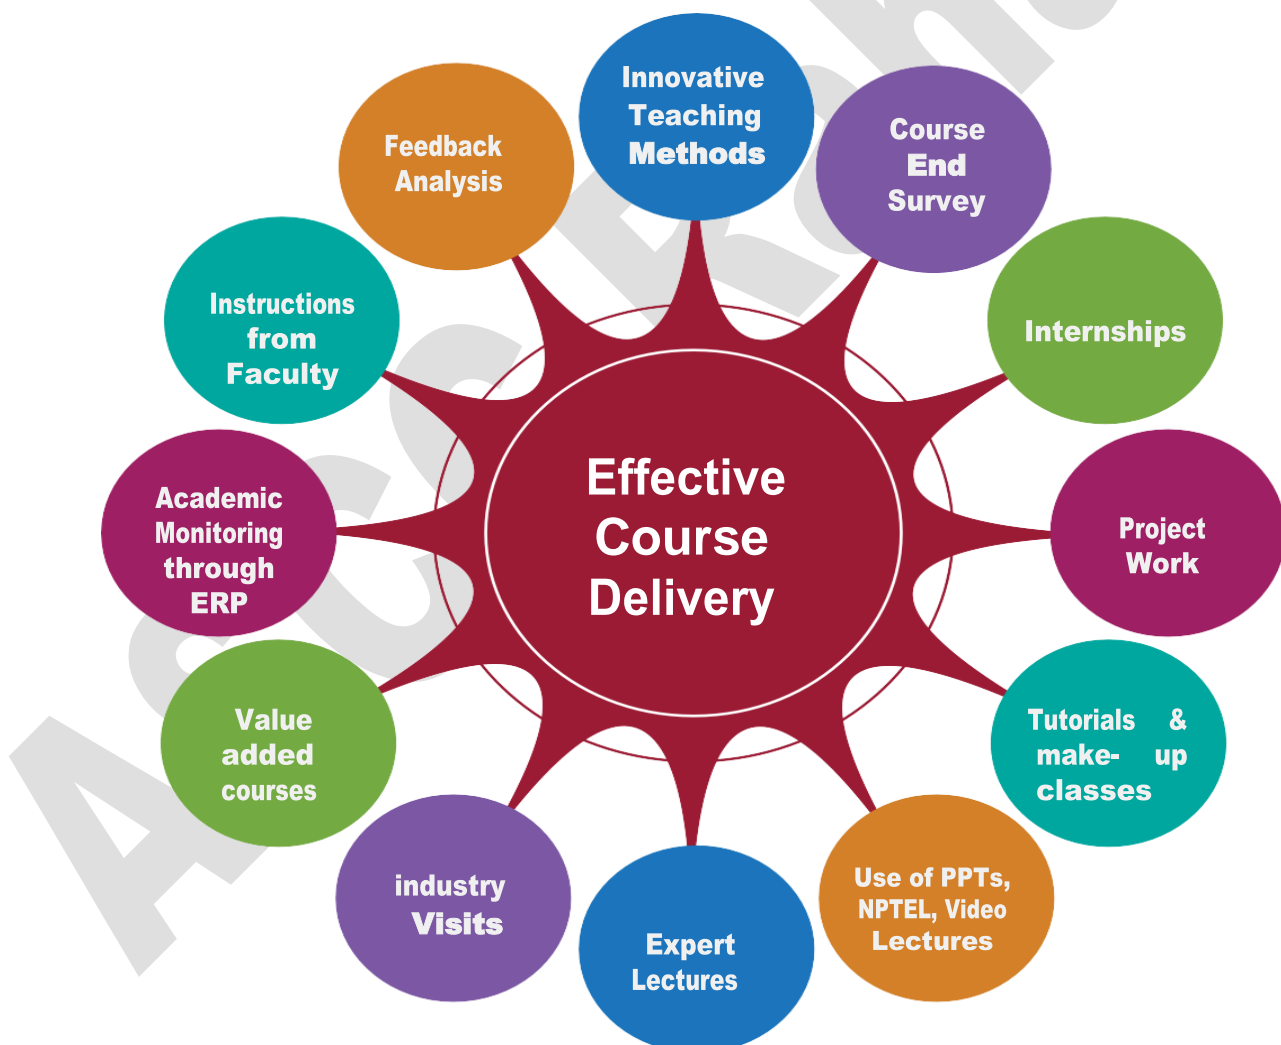 Innovative
Teaching
Methods
Course
End
Survey
Internships
Project
Work
Tutorials & 
make- up
classes
Use of PPTs,
NPTEL, Video
Lectures
Expert
Lectures
industry
Visits
Value
added
courses
Academic
Monitoring
through
ERP
Instructions
from
Faculty
Feedback
Analysis
Effective
Course
Delivery